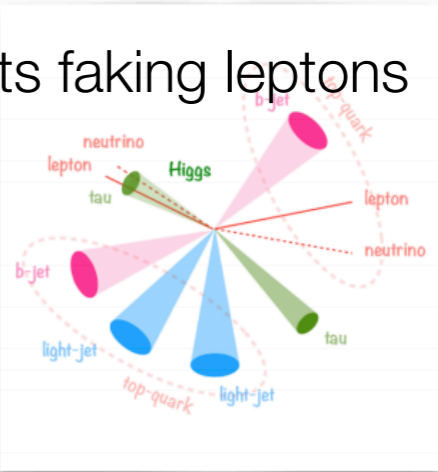 ts faking leptons
b-jet
top-quark
neutrino
lepton
Higgs
tau
lepton
neutrino
b-jet
light-jet
tau
top-quark
light-jet